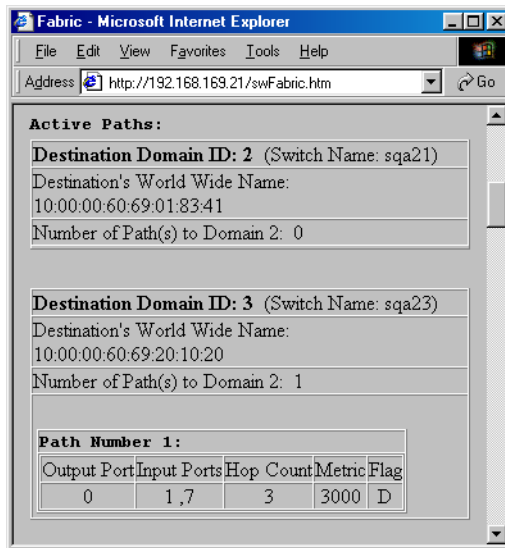 Fabric - Microsoft Internet Explorer
File Edit View Favorites Tools Help
Address http://192.168.169.21/swFabric.htm Go
Active Paths:
Destination Domain ID: 2 (Switch Name: sqa21)
Destination's World Wide Name:
10:00:00:60:69:01:83:41
Number of Path(s) to Domain 2: 0
Destination Domain ID: 3 (Switch Name: sqa23)
Destination's World Wide Name:
10:00:00:60:69:20:10:20
Number of Path(s) to Domain 2: 1
Path Number 1:
Output Port Input Ports Hop Count Metric Flag
0 1 ,7 3 3000 D